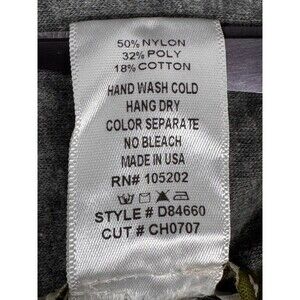 50% NYLON
32% POLY
18% COTTON
HAND WASH COLD
HANG DRY
COLOR SEPARATE
NO BLEACH
MADE IN USA
RN# 105202
STYLE # D84660
CUT # CH0707